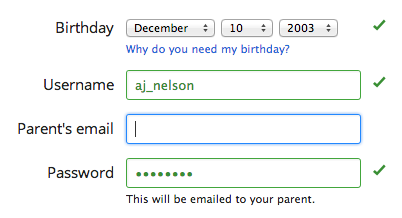 Birthday December 10 2003
Why do you need my birthday?
Username aj_nelson
Parent's email
Password ••••••••
This will be emailed to your parent.